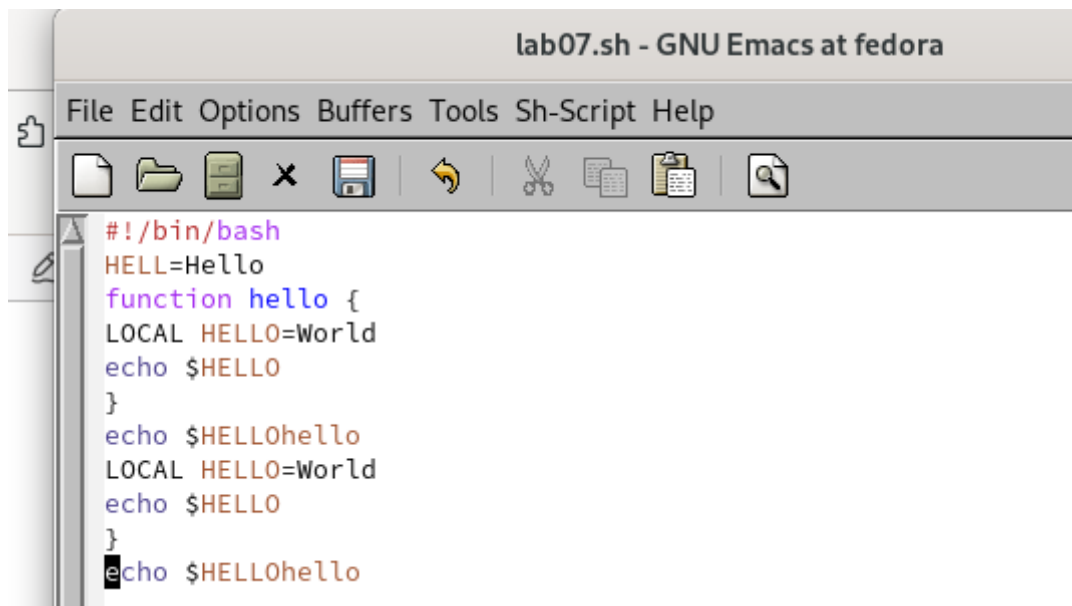 lab07.sh - GNU Emacs at fedora
File Edit Options Buffers Tools Sh-Script Help
#!/bin/bash
HELL=Hello
function hello {
LOCAL HELLO=World
echo $HELLO
}
echo $HELLOhello
LOCAL HELLO=World
echo $HELLO
}
echo $HELLOhello